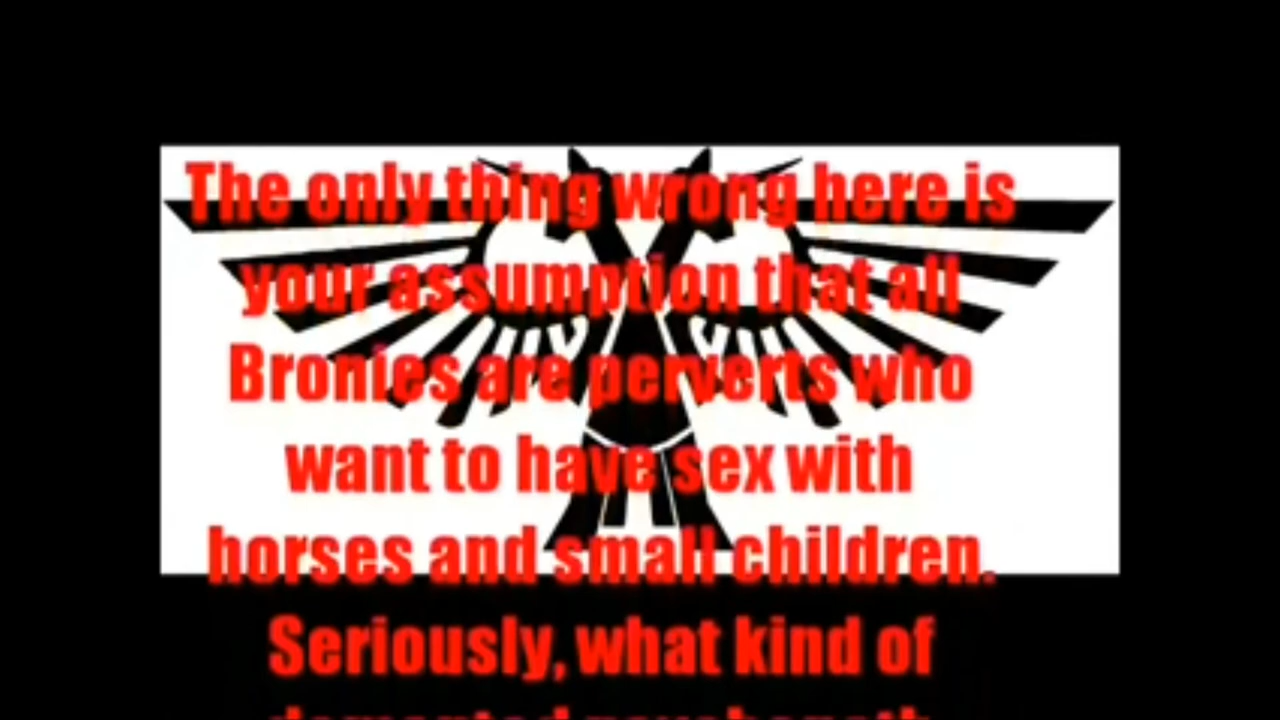 The only thing wrong here is
your assumption that all
Bronies are perverts who
want to have sex with
horses and small children.
Seriously, what kind of